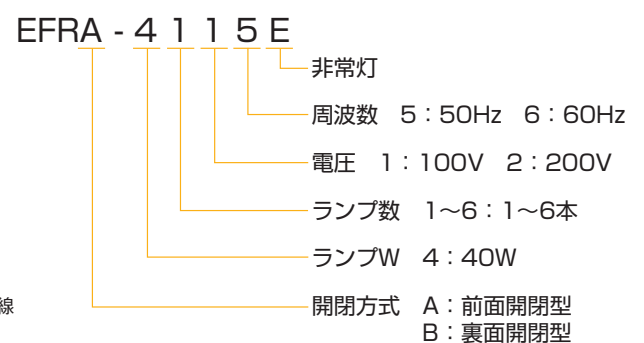 EFRA - 4 1 1 5 E
非常灯
周波数 5：50Hz 6：60Hz
電圧 1：100V 2：200V
ランプ数 1～6：1～6本
ランプW 4：40W
線
開閉方式 A：前面開閉型
B：裏面開閉型